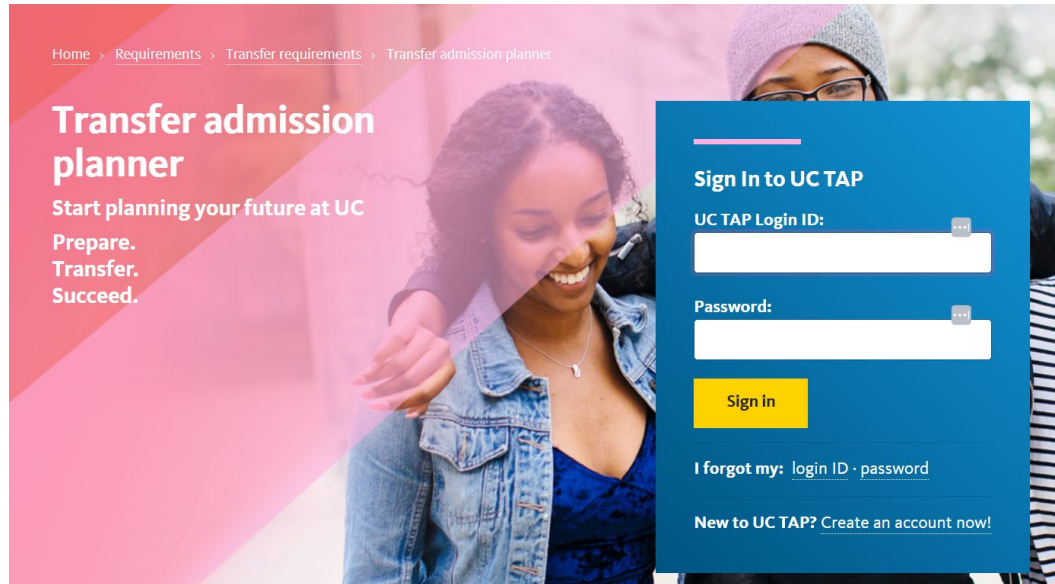 Home › Requirements › Transfer requirements › Transfer admission planner
Transfer admission
planner
Start planning your future at UC
Prepare.
Transfer.
Succeed.
Sign In to UC TAP
UC TAP Login ID:
Password:
Sign in
I forgot my: login ID · password
New to UC TAP? Create an account now!